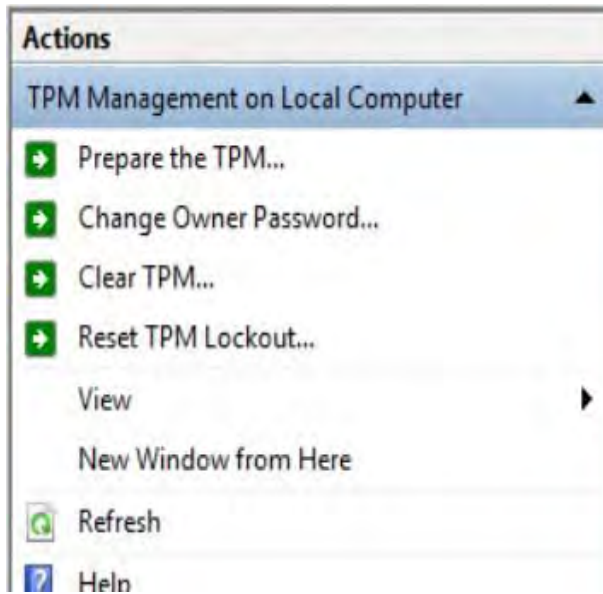 Actions
TPM Management on Local Computer
Prepare the TPM...
Change Owner Password...
Clear TPM...
Reset TPM Lockout...
View
New Window from Here
Refresh
Help